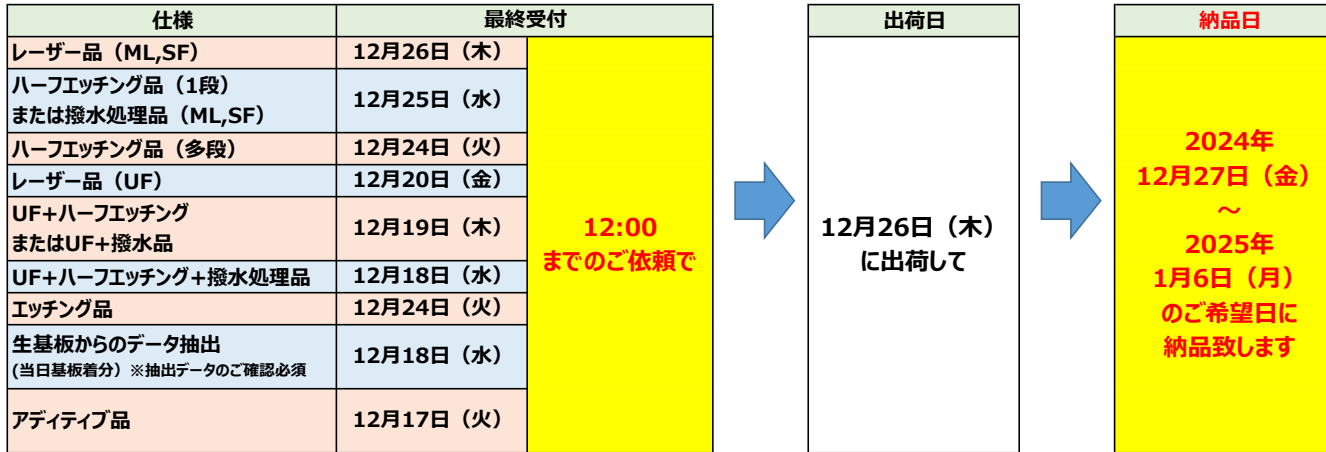 仕様 最終受付 出荷日 納品日
レーザー品（ML,SF） 12月26日（木）
ハーフエッチング品（1段）
または撥水処理品（ML,SF） 12月25日（水）
ハーフエッチング品（多段） 12月24日（火）
レーザー品（UF） 12月20日（金）
UF+ハーフエッチング
またはUF+撥水品 12月19日（木）
UF+ハーフエッチング+撥水処理品 12月18日（水）
エッチング品 12月24日（火）
生基板からのデータ抽出
(当日基板着分）※抽出データのご確認必須 12月18日（水）
アディティブ品 12月17日（火）
12:00
までのご依頼で
12月26日（木）
に出荷して
2024年
12月27日（金）
～
2025年
1月6日（月）
のご希望日に
納品致します